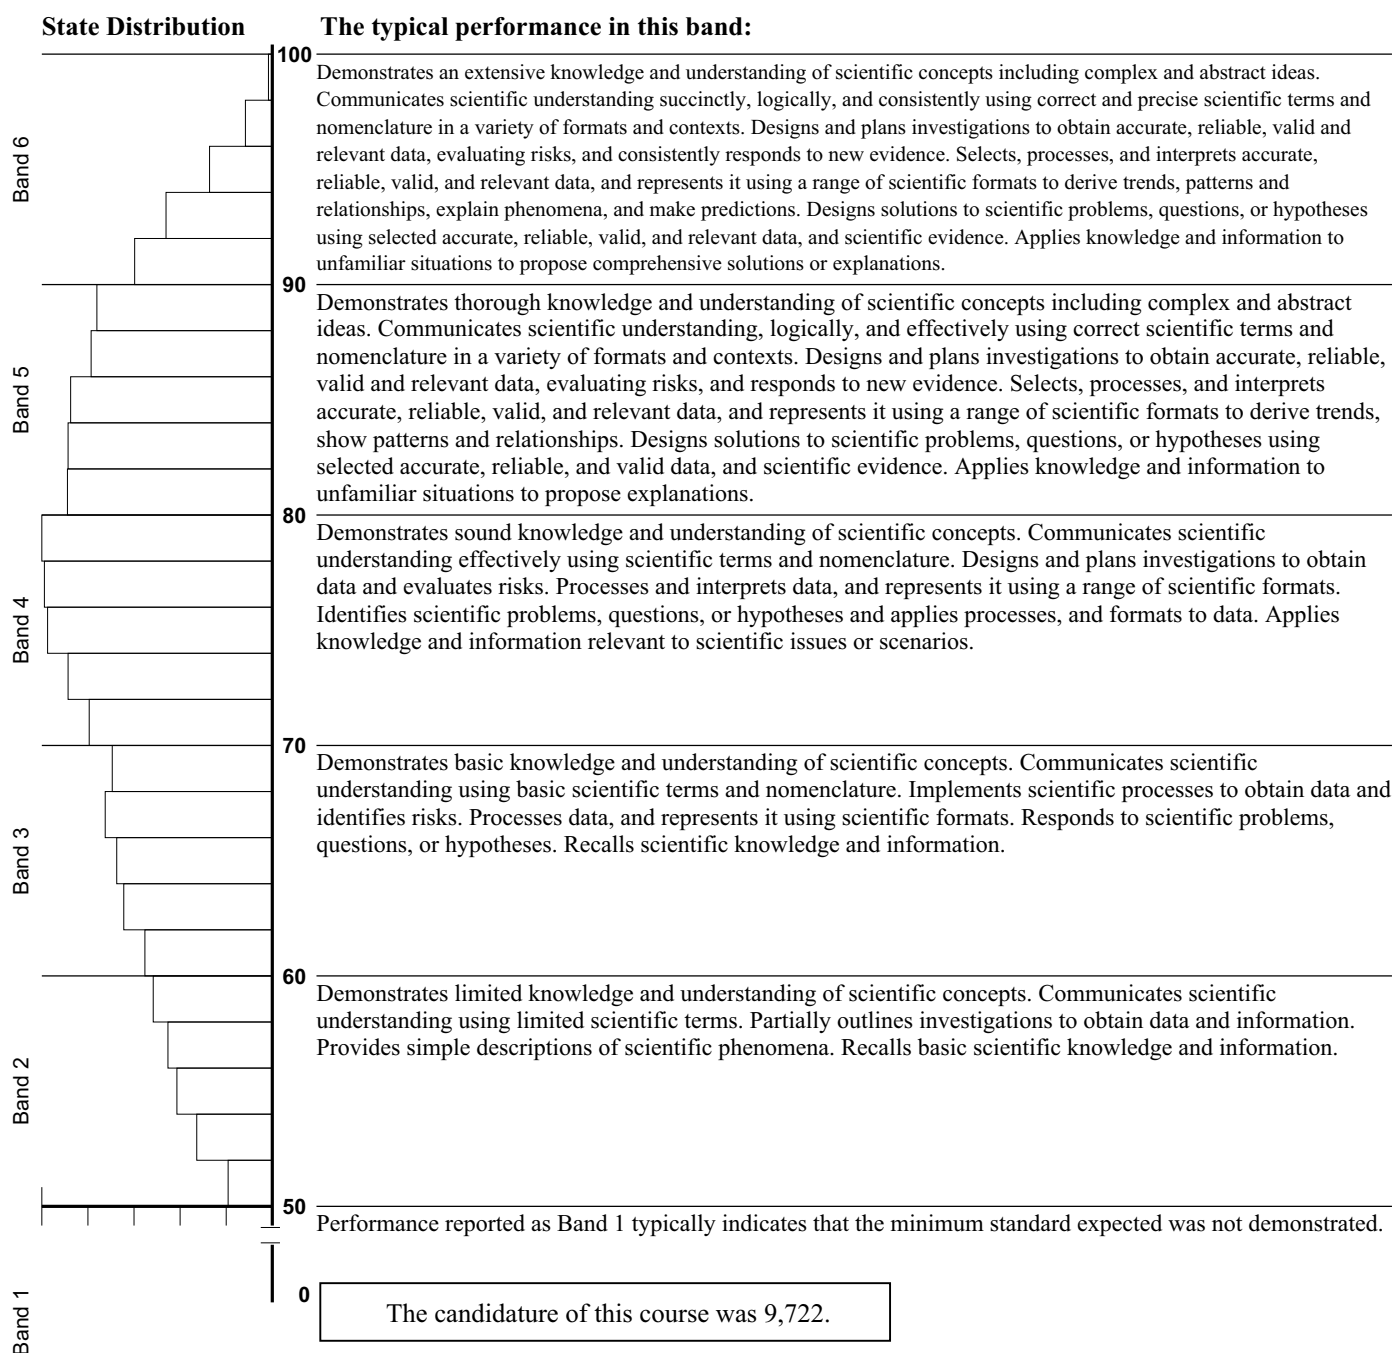 State Distribution
The typical performance in this band:
100
Band 6
Demonstrates an extensive knowledge and understanding of scientific concepts including complex and abstract ideas.
Communicates scientific understanding succinctly, logically, and consistently using correct and precise scientific terms and
nomenclature in a variety of formats and contexts. Designs and plans investigations to obtain accurate, reliable, valid and
relevant data, evaluating risks, and consistently responds to new evidence. Selects, processes, and interprets accurate,
reliable, valid, and relevant data, and represents it using a range of scientific formats to derive trends, patterns and
relationships, explain phenomena, and make predictions. Designs solutions to scientific problems, questions, or hypotheses
using selected accurate, reliable, valid, and relevant data, and scientific evidence. Applies knowledge and information to
unfamiliar situations to propose comprehensive solutions or explanations.
90
Band 5
Demonstrates thorough knowledge and understanding of scientific concepts including complex and abstract
ideas. Communicates scientific understanding, logically, and effectively using correct scientific terms and
nomenclature in a variety of formats and contexts. Designs and plans investigations to obtain accurate, reliable,
valid and relevant data, evaluating risks, and responds to new evidence. Selects, processes, and interprets
accurate, reliable, valid, and relevant data, and represents it using a range of scientific formats to derive trends,
show patterns and relationships. Designs solutions to scientific problems, questions, or hypotheses using
selected accurate, reliable, and valid data, and scientific evidence. Applies knowledge and information to
unfamiliar situations to propose explanations.
80
Band 4
Demonstrates sound knowledge and understanding of scientific concepts. Communicates scientific
understanding effectively using scientific terms and nomenclature. Designs and plans investigations to obtain
data and evaluates risks. Processes and interprets data, and represents it using a range of scientific formats.
Identifies scientific problems, questions, or hypotheses and applies processes, and formats to data. Applies
knowledge and information relevant to scientific issues or scenarios.
70
Band 3
Demonstrates basic knowledge and understanding of scientific concepts. Communicates scientific
understanding using basic scientific terms and nomenclature. Implements scientific processes to obtain data and
identifies risks. Processes data, and represents it using scientific formats. Responds to scientific problems,
questions, or hypotheses. Recalls scientific knowledge and information.
60
Band 2
Demonstrates limited knowledge and understanding of scientific concepts. Communicates scientific
understanding using limited scientific terms. Partially outlines investigations to obtain data and information.
Provides simple descriptions of scientific phenomena. Recalls basic scientific knowledge and information.
50
Performance reported as Band 1 typically indicates that the minimum standard expected was not demonstrated.
0
Band 1
The candidature of this course was 9,722.